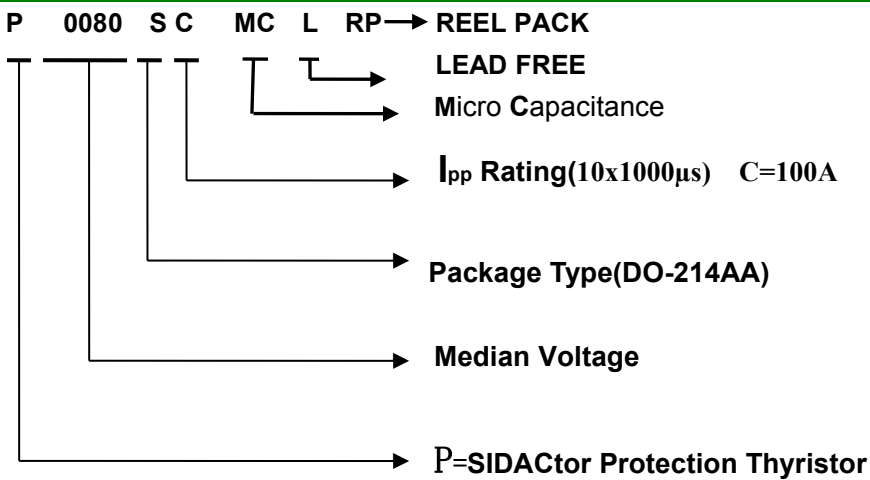 P 0080 S C MC L RP REEL PACK
LEAD FREE
Micro Capacitance
Ipp Rating(10x1000µs) C=100A
Package Type(DO-214AA)
Median Voltage
P=SIDACtor Protection Thyristor